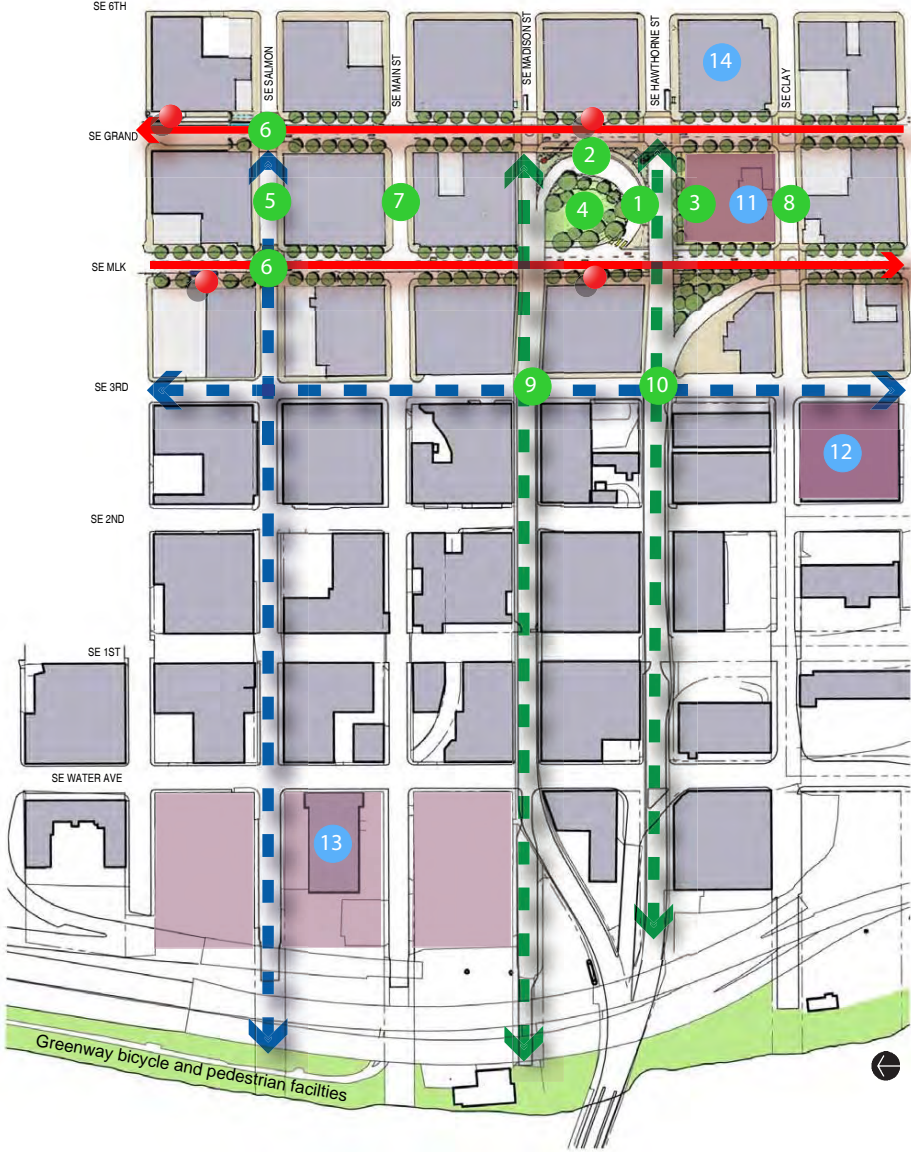 SE 6TH
SE SALMON
SE MAIN ST
SE MADISON ST
SE HAWTHORNE ST
SE CLAY
14
SE GRAND
6
2
5
7
4
1
3
11
8
SE MLK
6
SE 3RD
9
10
12
SE 2ND
SE 1ST
SE WATER AVE
13
Greenway bicycle and pedestrian facilties